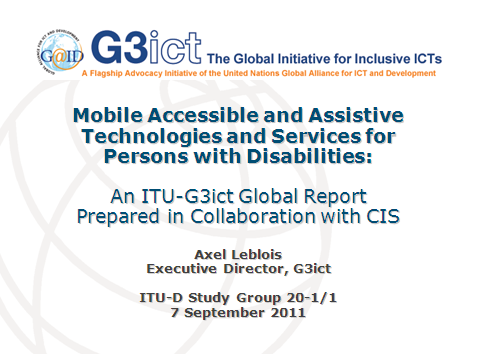 G@ID
G3ict The Global Initiative for Inclusive ICTs
A Flagship Advocacy Initiative of the United Nations Global Alliance for ICT and Development
Mobile Accessible and Assistive
Technologies and Services for
Persons with Disabilities:
An ITU-G3ict Global Report
Prepared in Collaboration with CIS
Axel Leblois
Executive Director, G3ict
ITU-D Study Group 20-1/1
7 September 2011